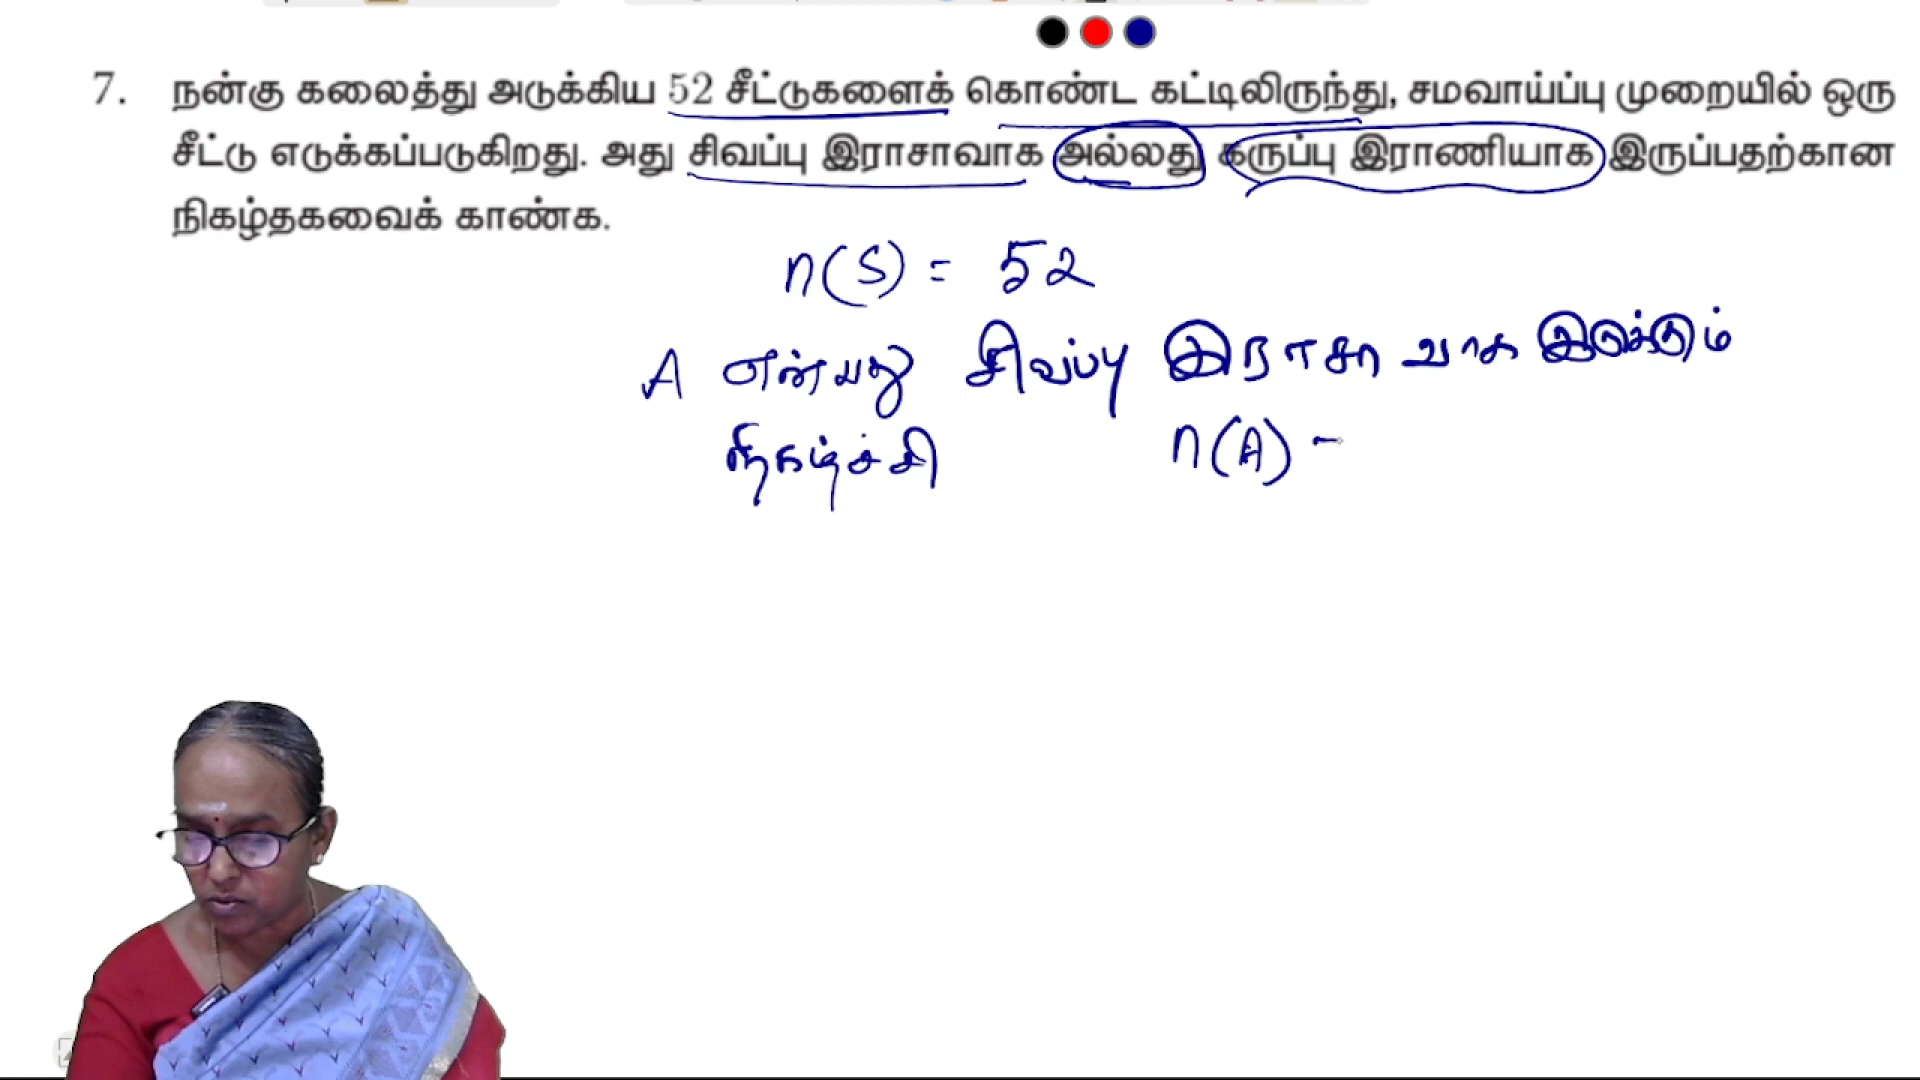 7. நன்கு கலைத்து அடுக்கிய 52 சீட்டுகளைக் கொண்ட கட்டிலிருந்து, சமவாய்ப்பு முறையில் ஒரு
சீட்டு எடுக்கப்படுகிறது. அது சிவப்பு இராசாவாக அல்லது கருப்பு இராணியாக இருப்பதற்கான
நிகழ்தகவைக் காண்க.
n(S) = 52
A என்பது சிவப்பு இராசாவாக இருக்கும்
நிகழ்ச்சி n(A) -